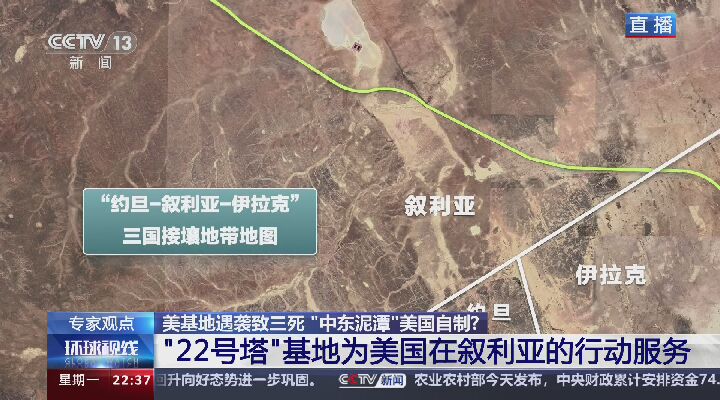 CCTV 13
新闻
直播
"约旦-叙利亚-伊拉克"
三国接壤地带地图
叙利亚
伊拉克
约旦
专家观点
美基地遇袭致三死 "中东泥潭"美国自制?
环球视线
GLOBAL WATCH
"22号塔"基地为美国在叙利亚的行动服务
星期一 22:37
回升向好态势进一步巩固。 CCTV 新闻 农业农村部今天发布，中央财政累计安排资金74.